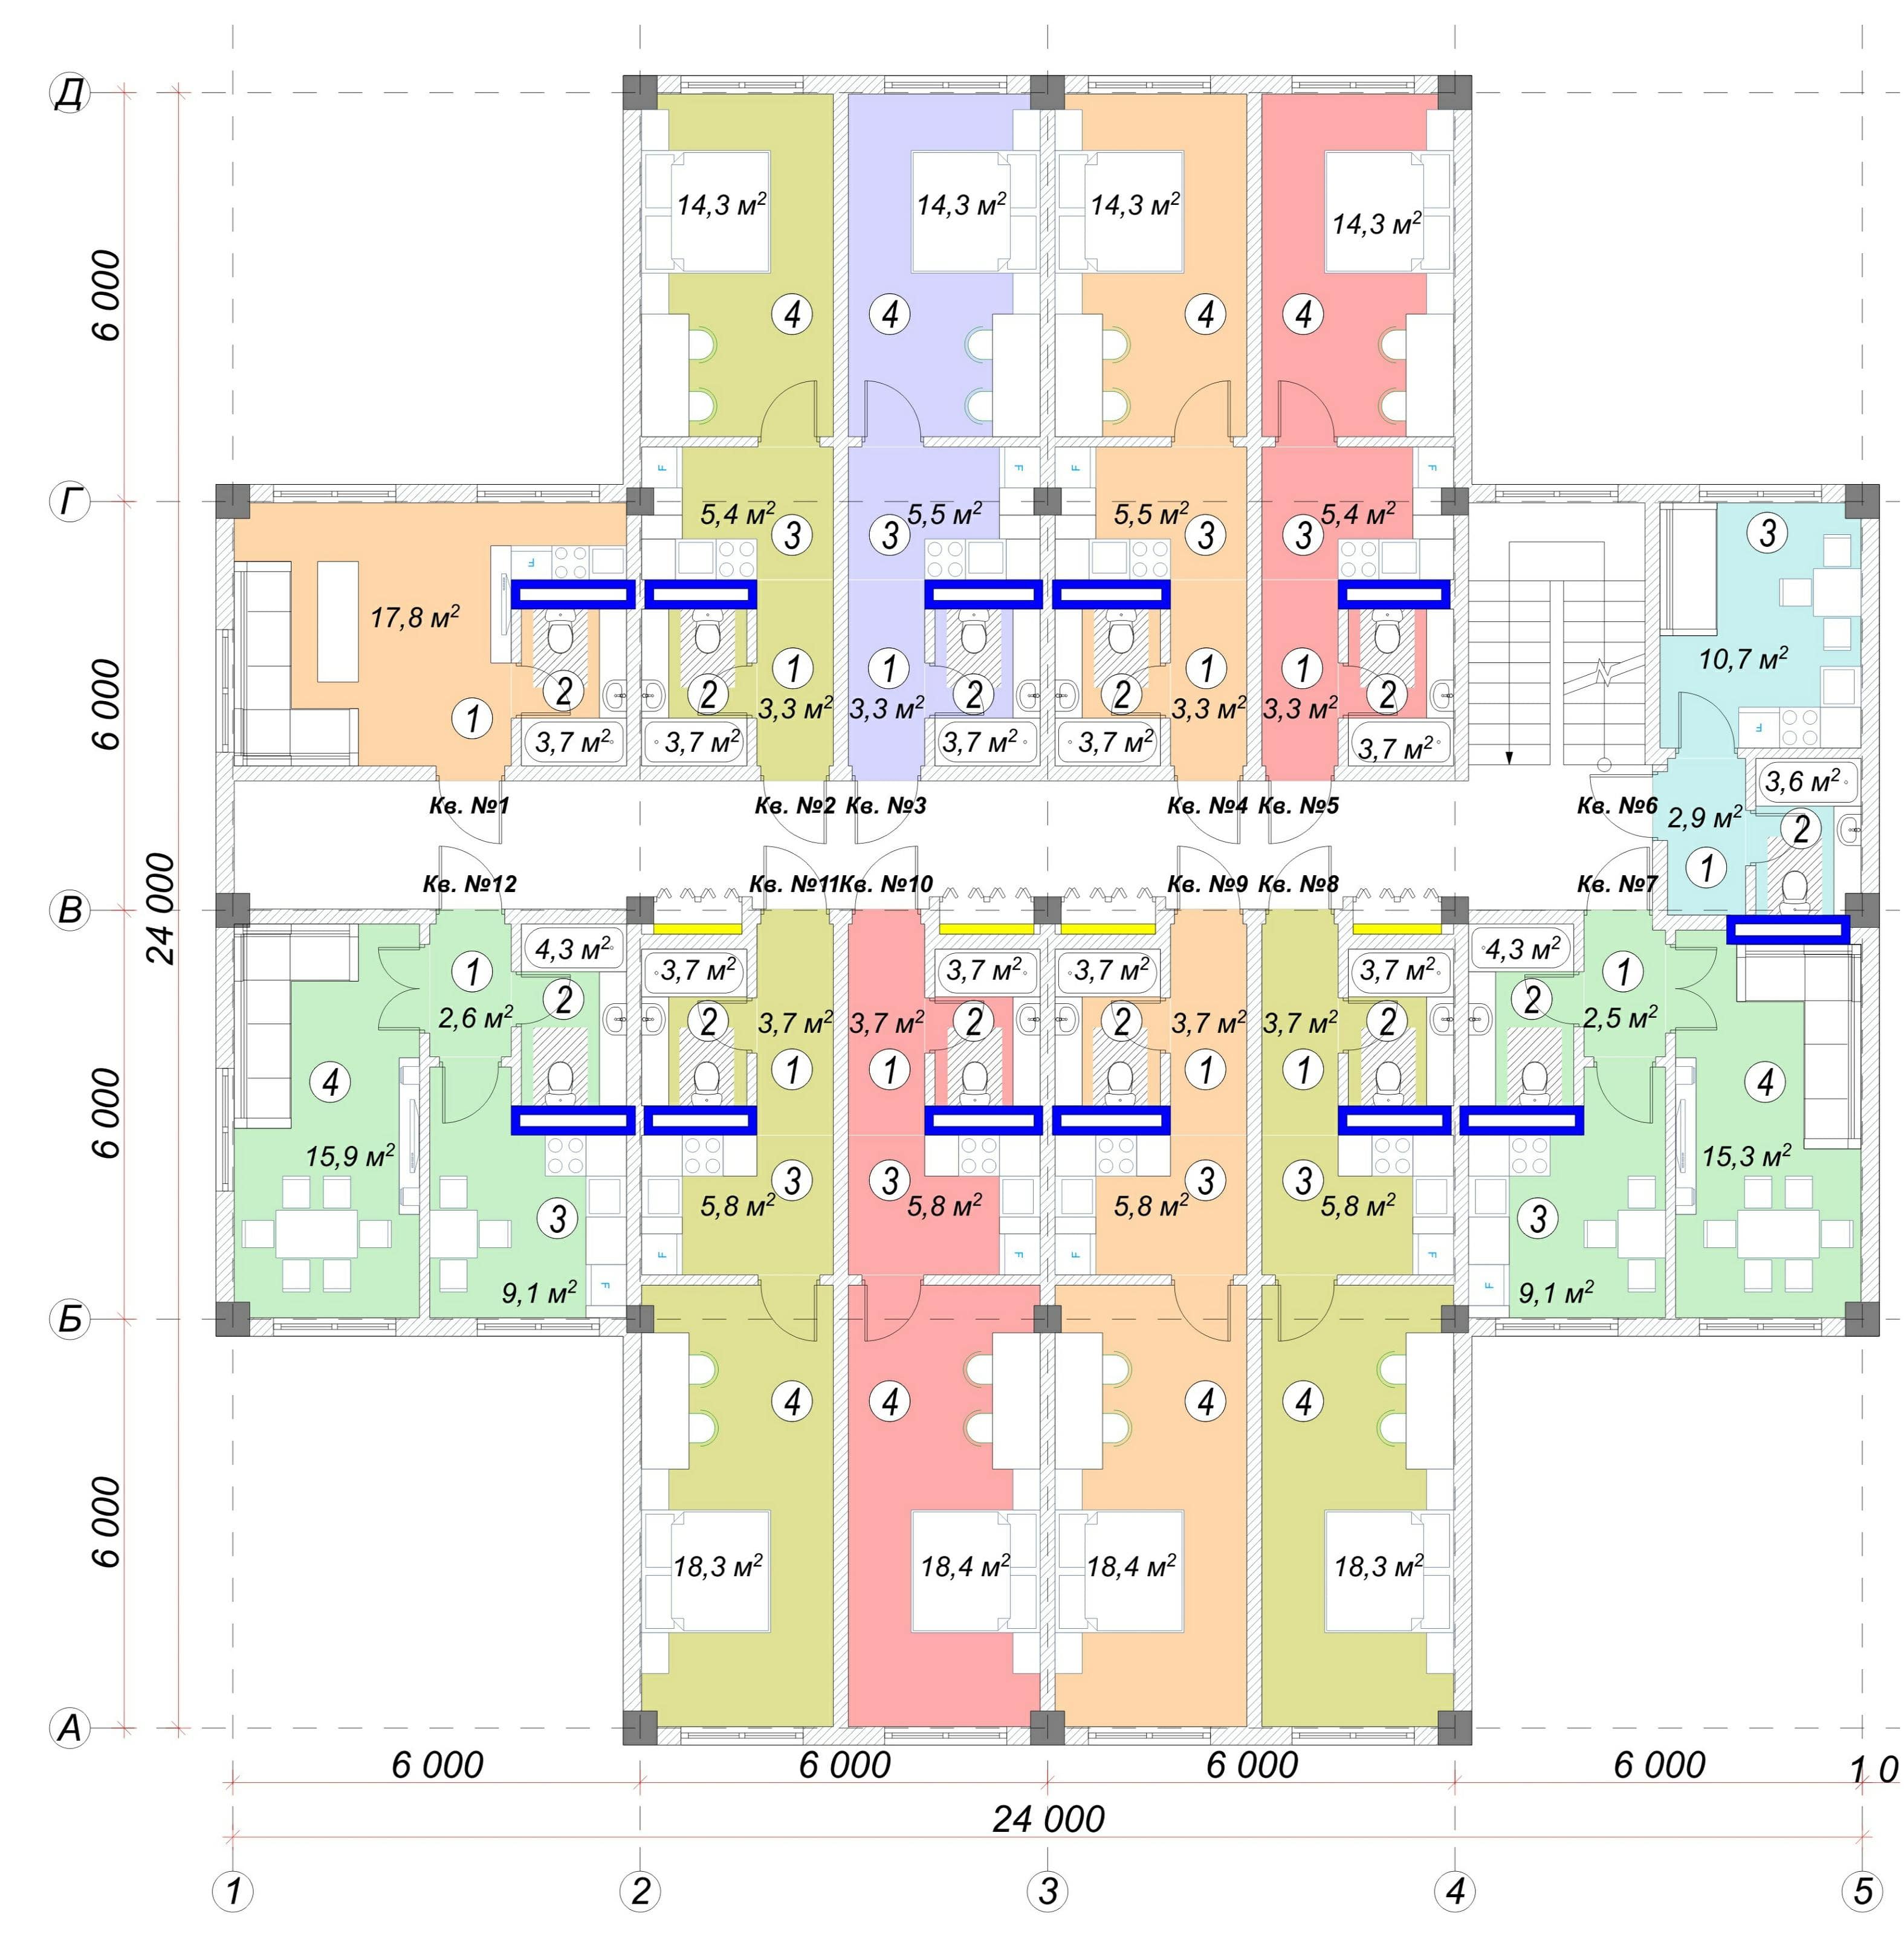 Д
14,3 м²
14,3 м²
14,3 м²
14,3 м²
6 000
4
4
4
4
F
F
F
F
Г
5,4 м²
3
3
5,5 м²
5,5 м²
3
3
5,4 м²
3
F
17,8 м²
6 000
10,7 м²
1
2
2
1
3,3 м²
1
3,3 м²
2
2
1
3,3 м²
1
3,3 м²
2
F
3,7 м²
3,7 м²
3,7 м²
3,7 м²
3,7 м²
3,6 м²
Кв. №1
Кв. №2
Кв. №3
Кв. №4
Кв. №5
Кв. №6
2,9 м²
2
1
24 000
Кв. №12
Кв. №11
Кв. №10
Кв. №9
Кв. №8
Кв. №7
В
4,3 м²
3,7 м²
3,7 м²
3,7 м²
3,7 м²
4,3 м²
1
2,6 м²
2
2
3,7 м²
3,7 м²
2
2
3,7 м²
3,7 м²
2
2
1
2,5 м²
4
1
1
1
1
4
6 000
15,9 м²
15,3 м²
3
3
3
3
5,8 м²
5,8 м²
5,8 м²
5,8 м²
3
3
F
F
F
F
F
F
9,1 м²
9,1 м²
Б
4
4
4
4
6 000
18,3 м²
18,4 м²
18,4 м²
18,3 м²
А
6 000
6 000
6 000
6 000
1 0
24 000
1
2
3
4
5